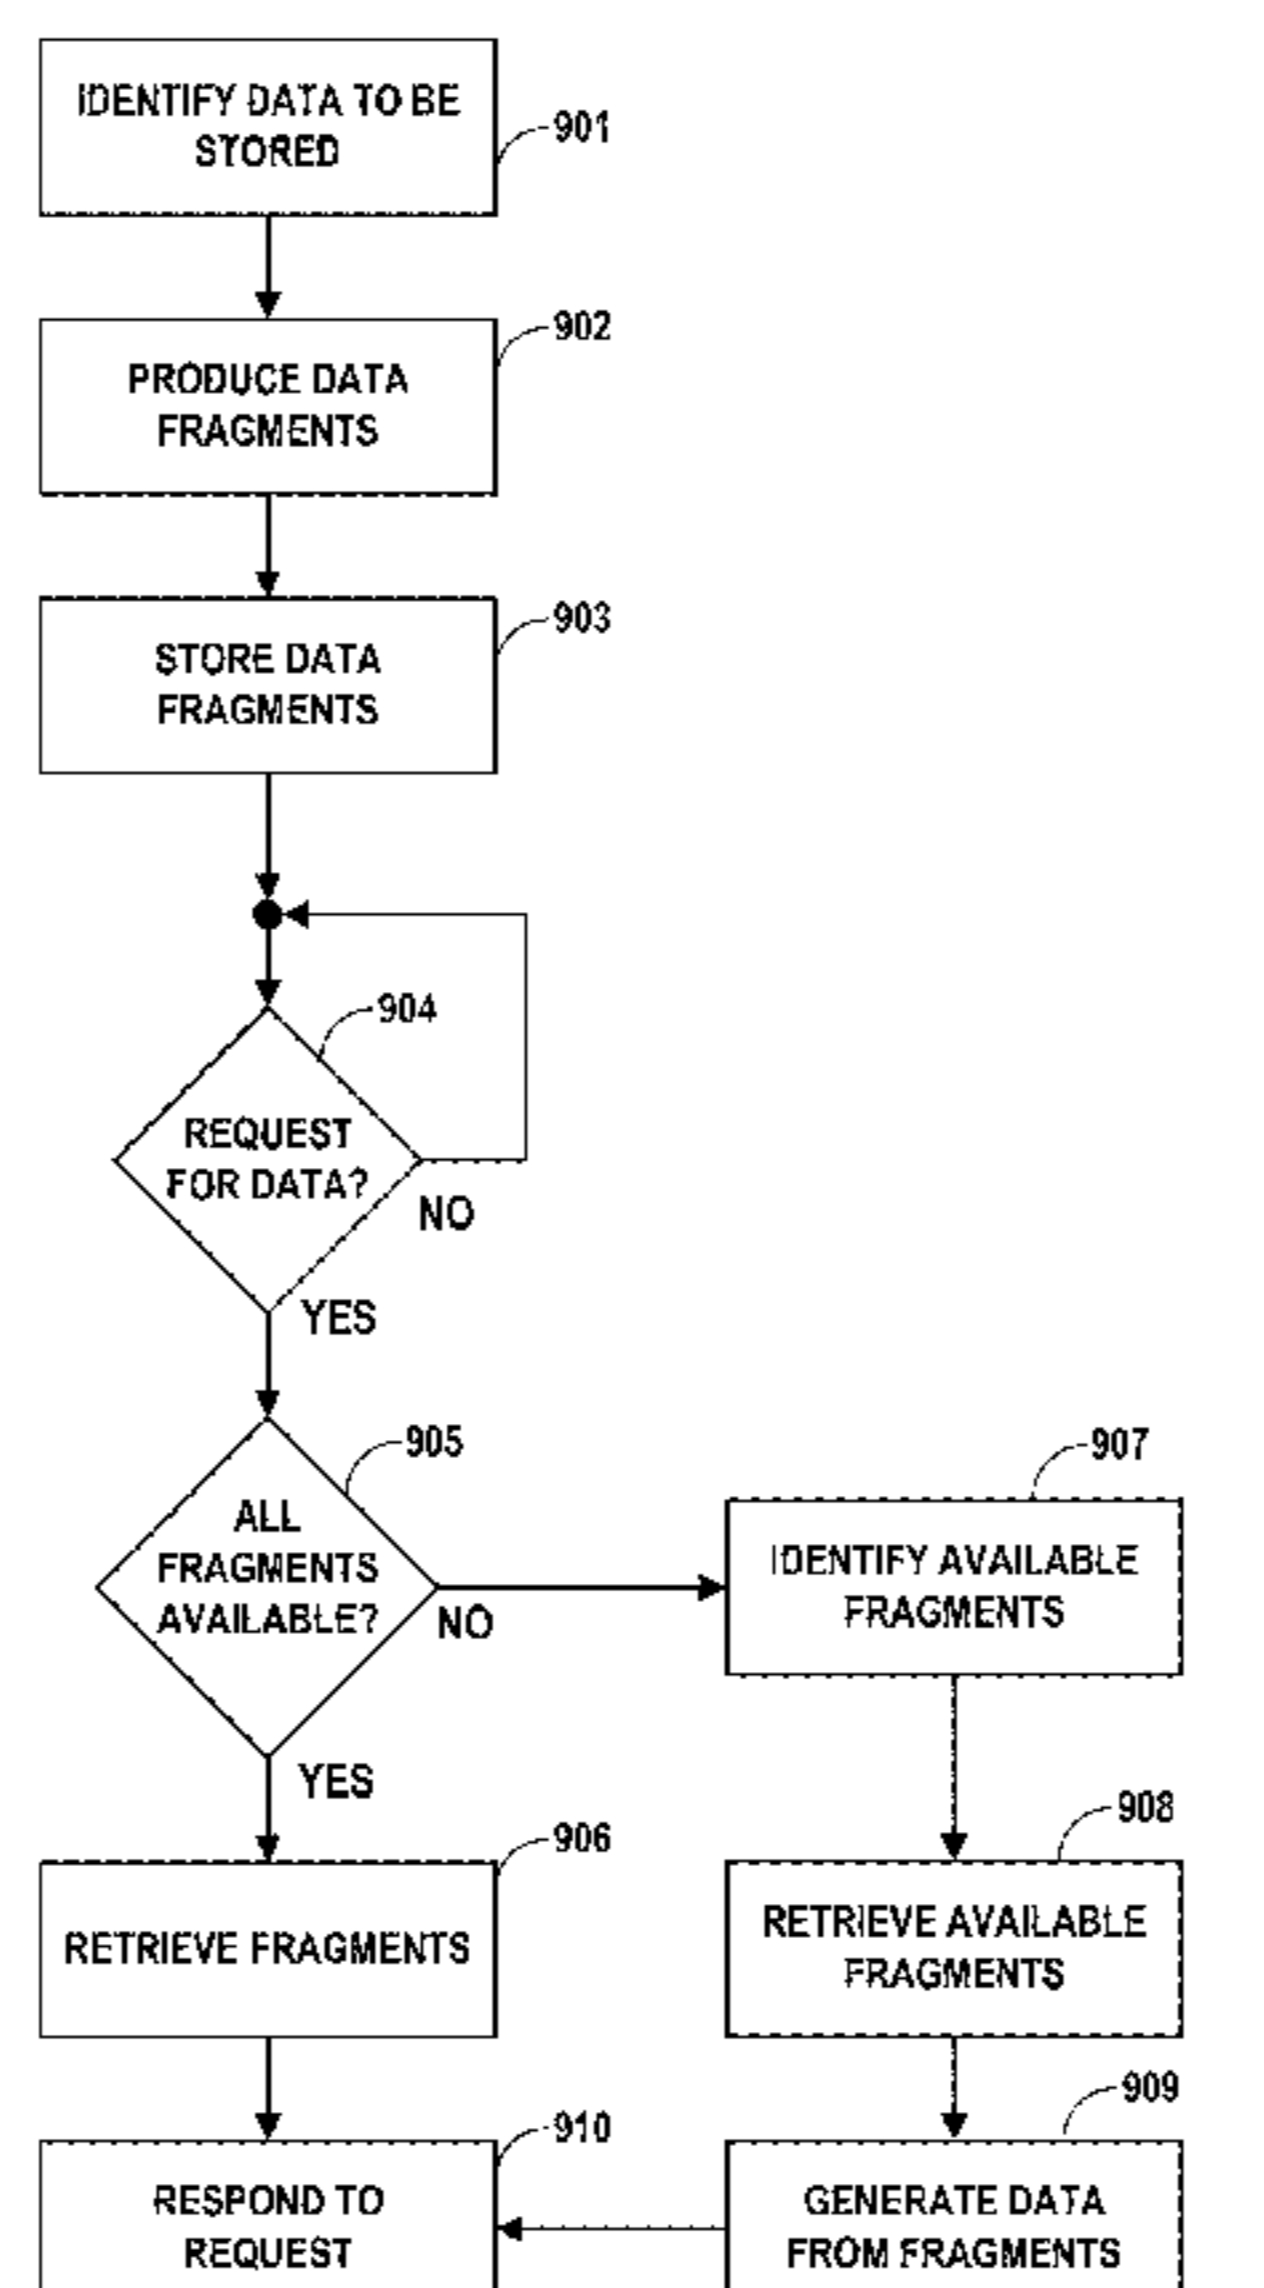 IDENTIFY DATA TO BE
STORED
901
902
PRODUCE DATA
FRAGMENTS
903
STORE DATA
FRAGMENTS
904
REQUEST
FOR DATA?
NO
YES
905
907
ALL
FRAGMENTS
AVAILABLE?
NO
IDENTIFY AVAILABLE
FRAGMENTS
YES
908
906
RETRIEVE FRAGMENTS
RETRIEVE AVAILABLE
FRAGMENTS
909
910
RESPOND TO
REQUEST
GENERATE DATA
FROM FRAGMENTS